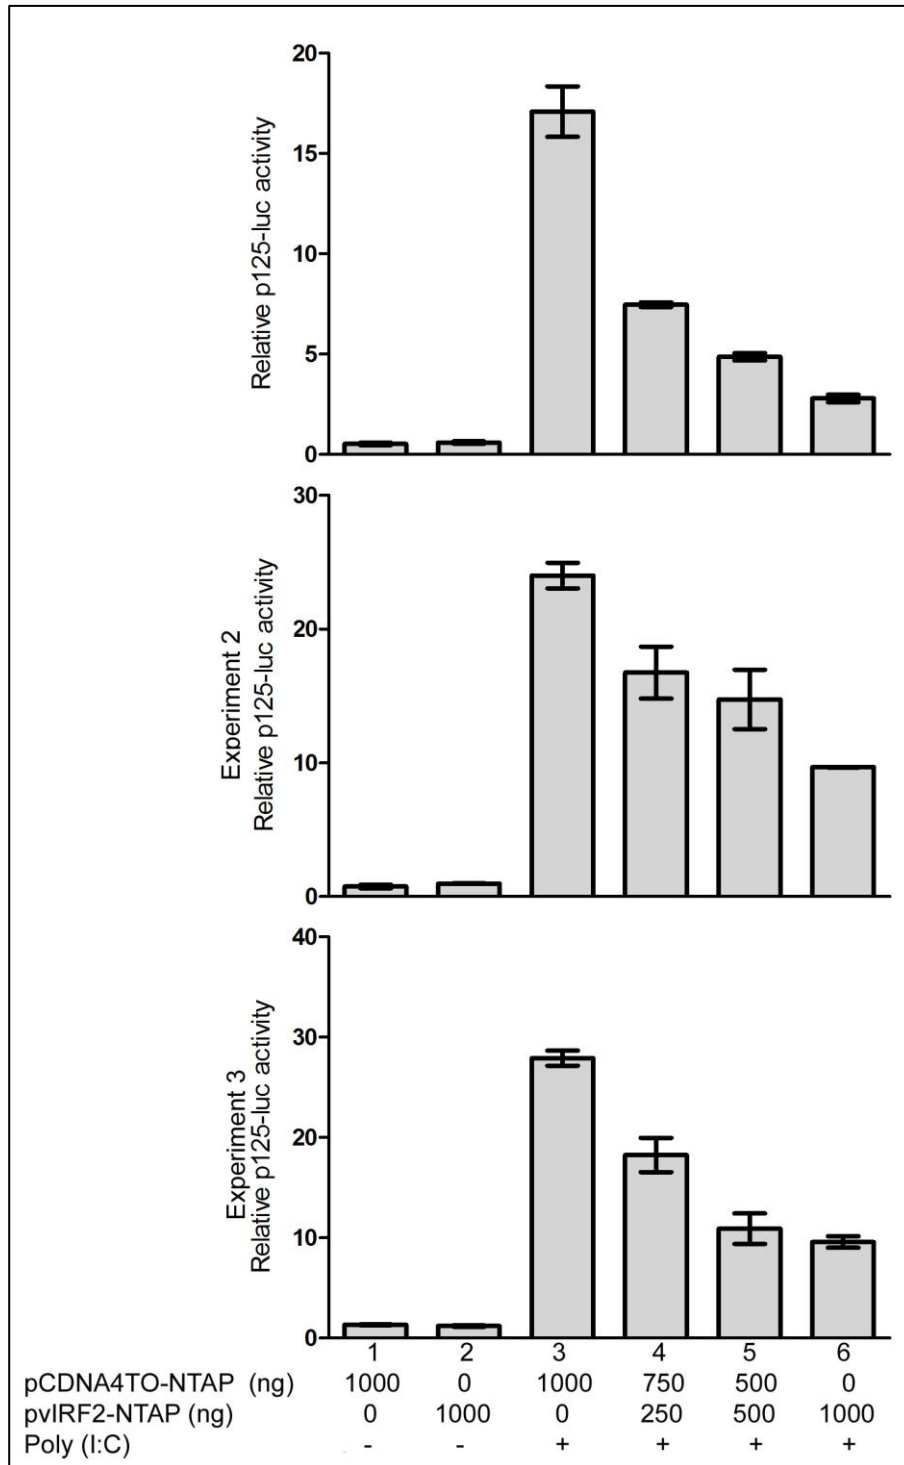 20
15
10
5
0
Relative p125-luc activity
30
20
10
0
Experiment 2
Relative p125-luc activity
40
30
20
10
0
Experiment 3
Relative p125-luc activity
1 2 3 4 5 6
pCDNA4TO-NTAP (ng) 1000 0 1000 750 500 0
pvIRF2-NTAP (ng) 0 1000 0 250 500 1000
Poly (I:C) - - + + + +